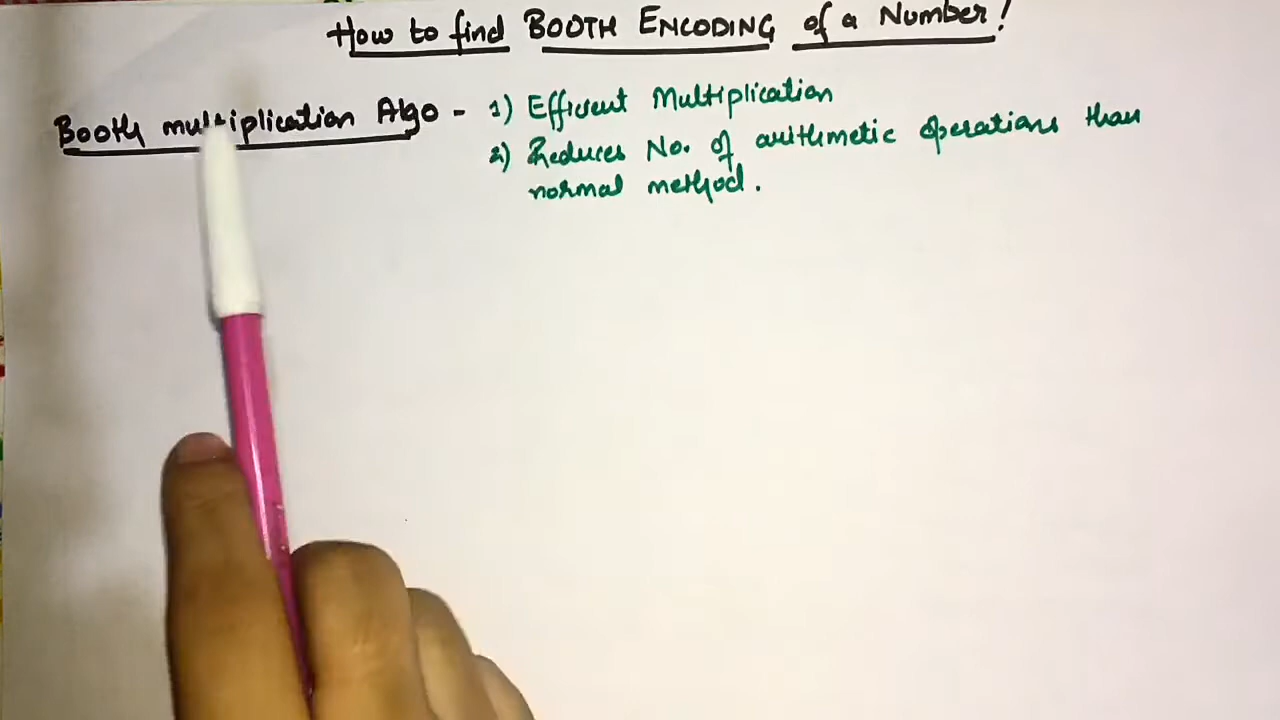 How to find BOOTH ENCODING of a Number!
Booth multiplication Algo - 1) Efficient Multiplication
2) Reduces No. of arithmetic operations than
normal method.